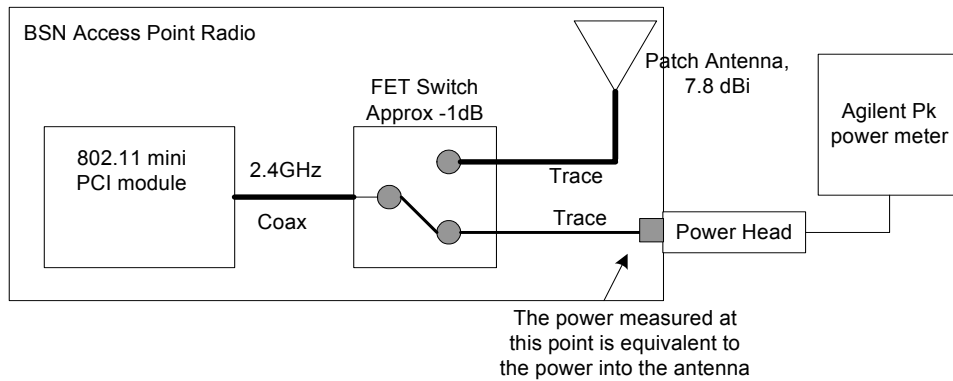 BSN Access Point Radio
FET Switch
Approx -1dB
Patch Antenna,
7.8 dBi
Agilent Pk
power meter
802.11 mini
PCI module
2.4GHz
Coax
Trace
Trace
Power Head
The power measured at
this point is equivalent to
the power into the antenna